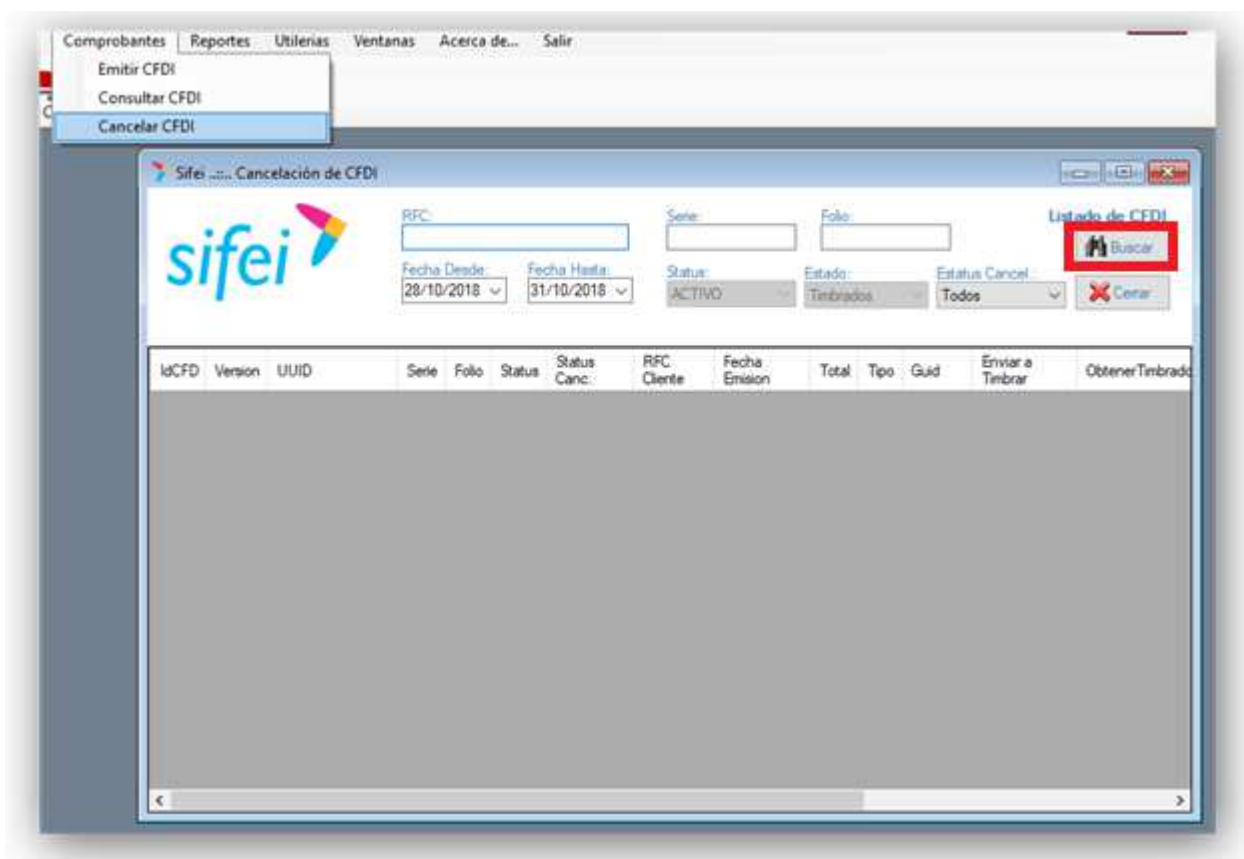 Comprobantes Reportes Utilerias Ventanas Acerca de... Salir
Emitir CFDI
Consultar CFDI
Cancelar CFDI
Sifei ..::.. Cancelación de CFDI
sifei
RFC: Serie: Folio: Listado de CFDI
Buscar
Fecha Desde: Fecha Hasta: Status: Estado: Estatus Cancel.:
28/10/2018 31/10/2018 ACTIVO Timbrados Todos Cerrar
IdCFD Version UUID Serie Folio Status Status Canc. RFC Cliente Fecha Emision Total Tipo Guid Enviar a Timbrar ObtenerTimbrado